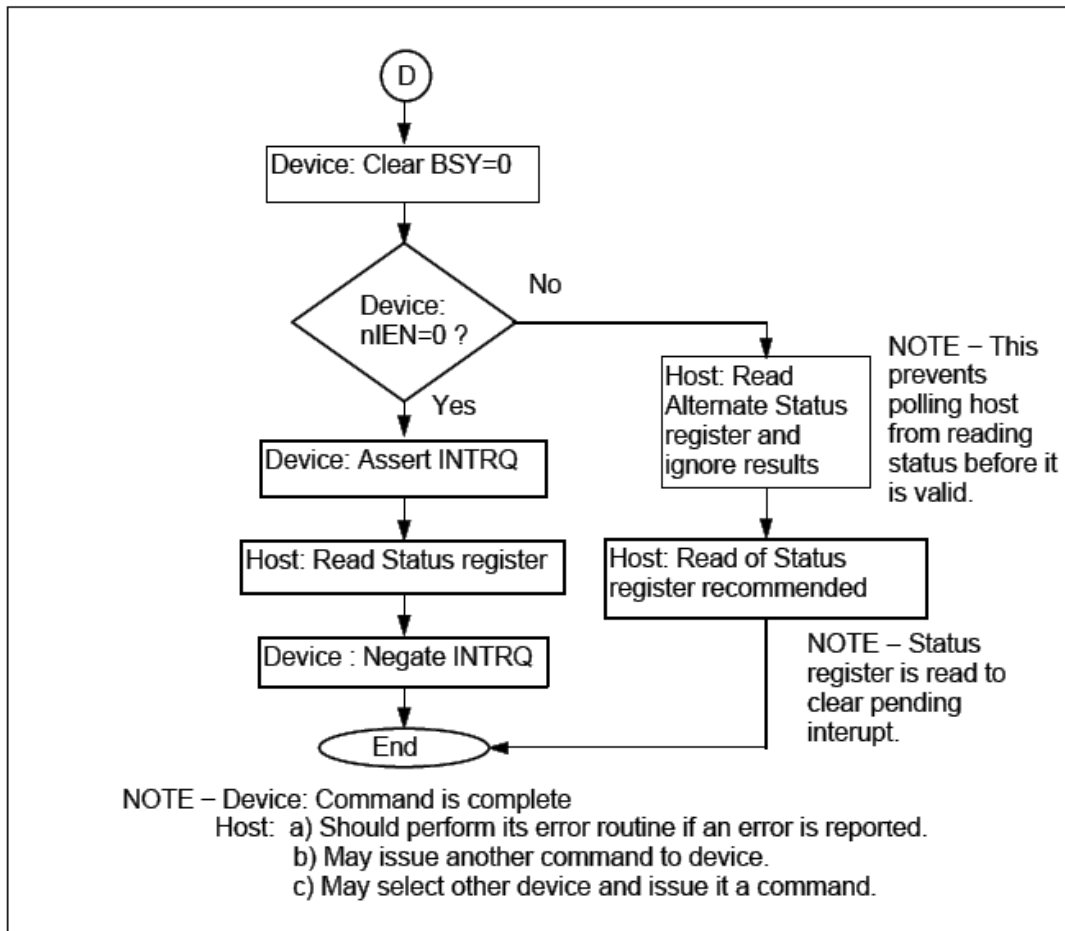 D
Device: Clear BSY=0
Device:
nIEN=0 ?
No
Yes
Host: Read
Alternate Status
register and
ignore results
NOTE – This
prevents
polling host
from reading
status before it
is valid.
Device: Assert INTRQ
Host: Read Status register
Host: Read of Status
register recommended
Device : Negate INTRQ
NOTE – Status
register is read to
clear pending
interupt.
End
NOTE – Device: Command is complete
Host: a) Should perform its error routine if an error is reported.
b) May issue another command to device.
c) May select other device and issue it a command.